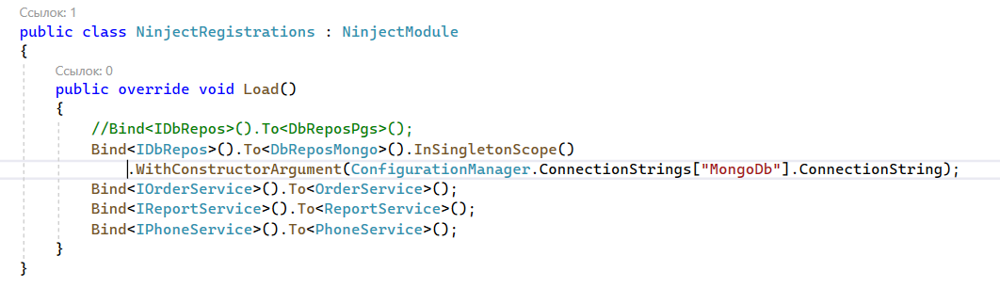 Ссылок: 1
public class NinjectRegistrations : NinjectModule
{
Ссылок: 0
public override void Load()
{
//Bind<IDbRepos>().To<DbReposPgs>();
Bind<IDbRepos>().To<DbReposMongo>().InSingletonScope()
.WithConstructorArgument(ConfigurationManager.ConnectionStrings["MongoDb"].ConnectionString);
Bind<IOrderService>().To<OrderService>();
Bind<IReportService>().To<ReportService>();
Bind<IPhoneService>().To<PhoneService>();
}
}